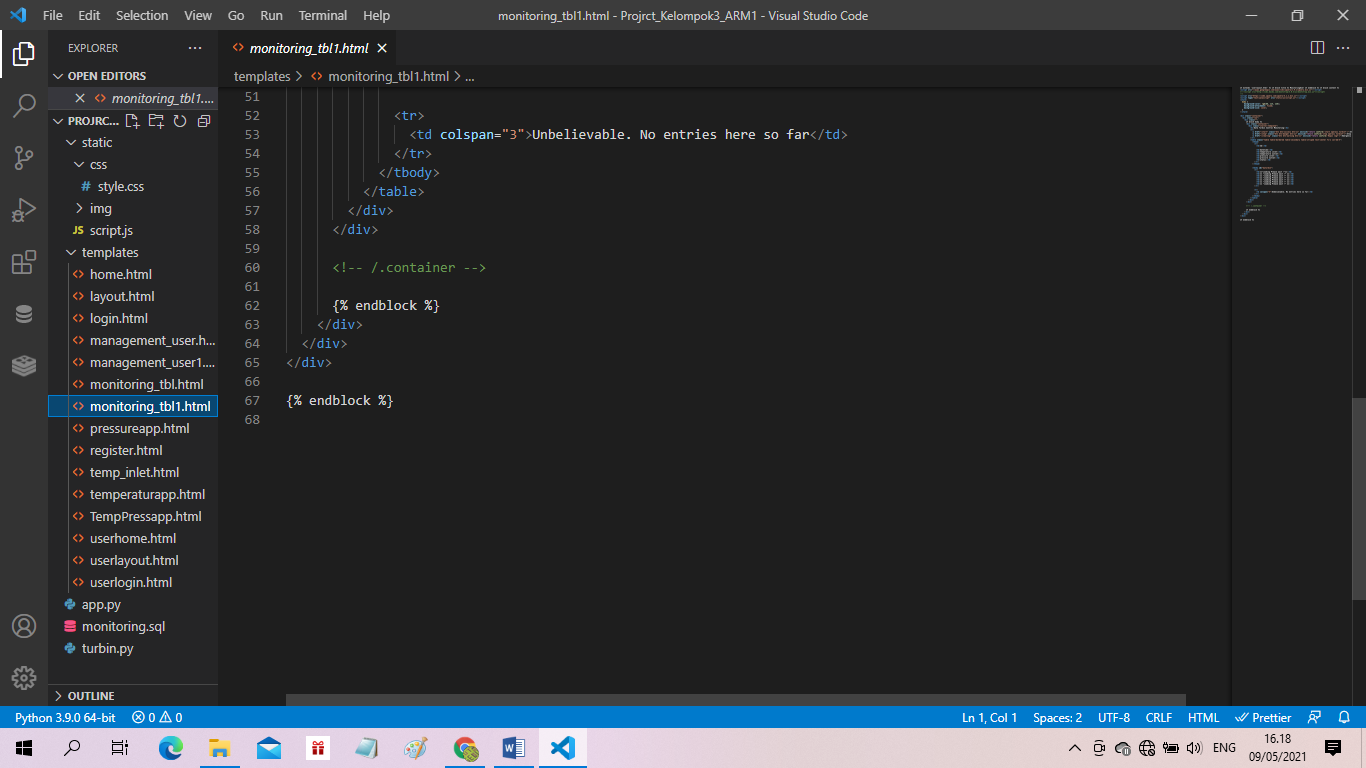 File Edit Selection View Go Run Terminal Help
monitoring_tbl1.html - Projrct_Kelompok3_ARM1 - Visual Studio Code
EXPLORER
OPEN EDITORS
monitoring_tbl1....
PROJRC...
static
css
# style.css
img
JS script.js
templates
home.html
layout.html
login.html
management_user.h...
management_user1....
monitoring_tbl.html
monitoring_tbl1.html
pressureapp.html
register.html
temp_inlet.html
temperaturapp.html
TempPressapp.html
userhome.html
userlayout.html
userlogin.html
app.py
monitoring.sql
turbin.py
OUTLINE
monitoring_tbl1.html
templates > monitoring_tbl1.html > ...
51
52 <tr>
53 <td colspan="3">Unbelievable. No entries here so far</td>
54 </tr>
55 </tbody>
56 </table>
57 </div>
58 </div>
59
60 <!-- /.container -->
61
62 {% endblock %}
63 </div>
64 </div>
65 </div>
66
67 {% endblock %}
68
Python 3.9.0 64-bit 0 0 Ln 1, Col 1 Spaces: 2 UTF-8 CRLF HTML Prettier
ENG
16.18
09/05/2021